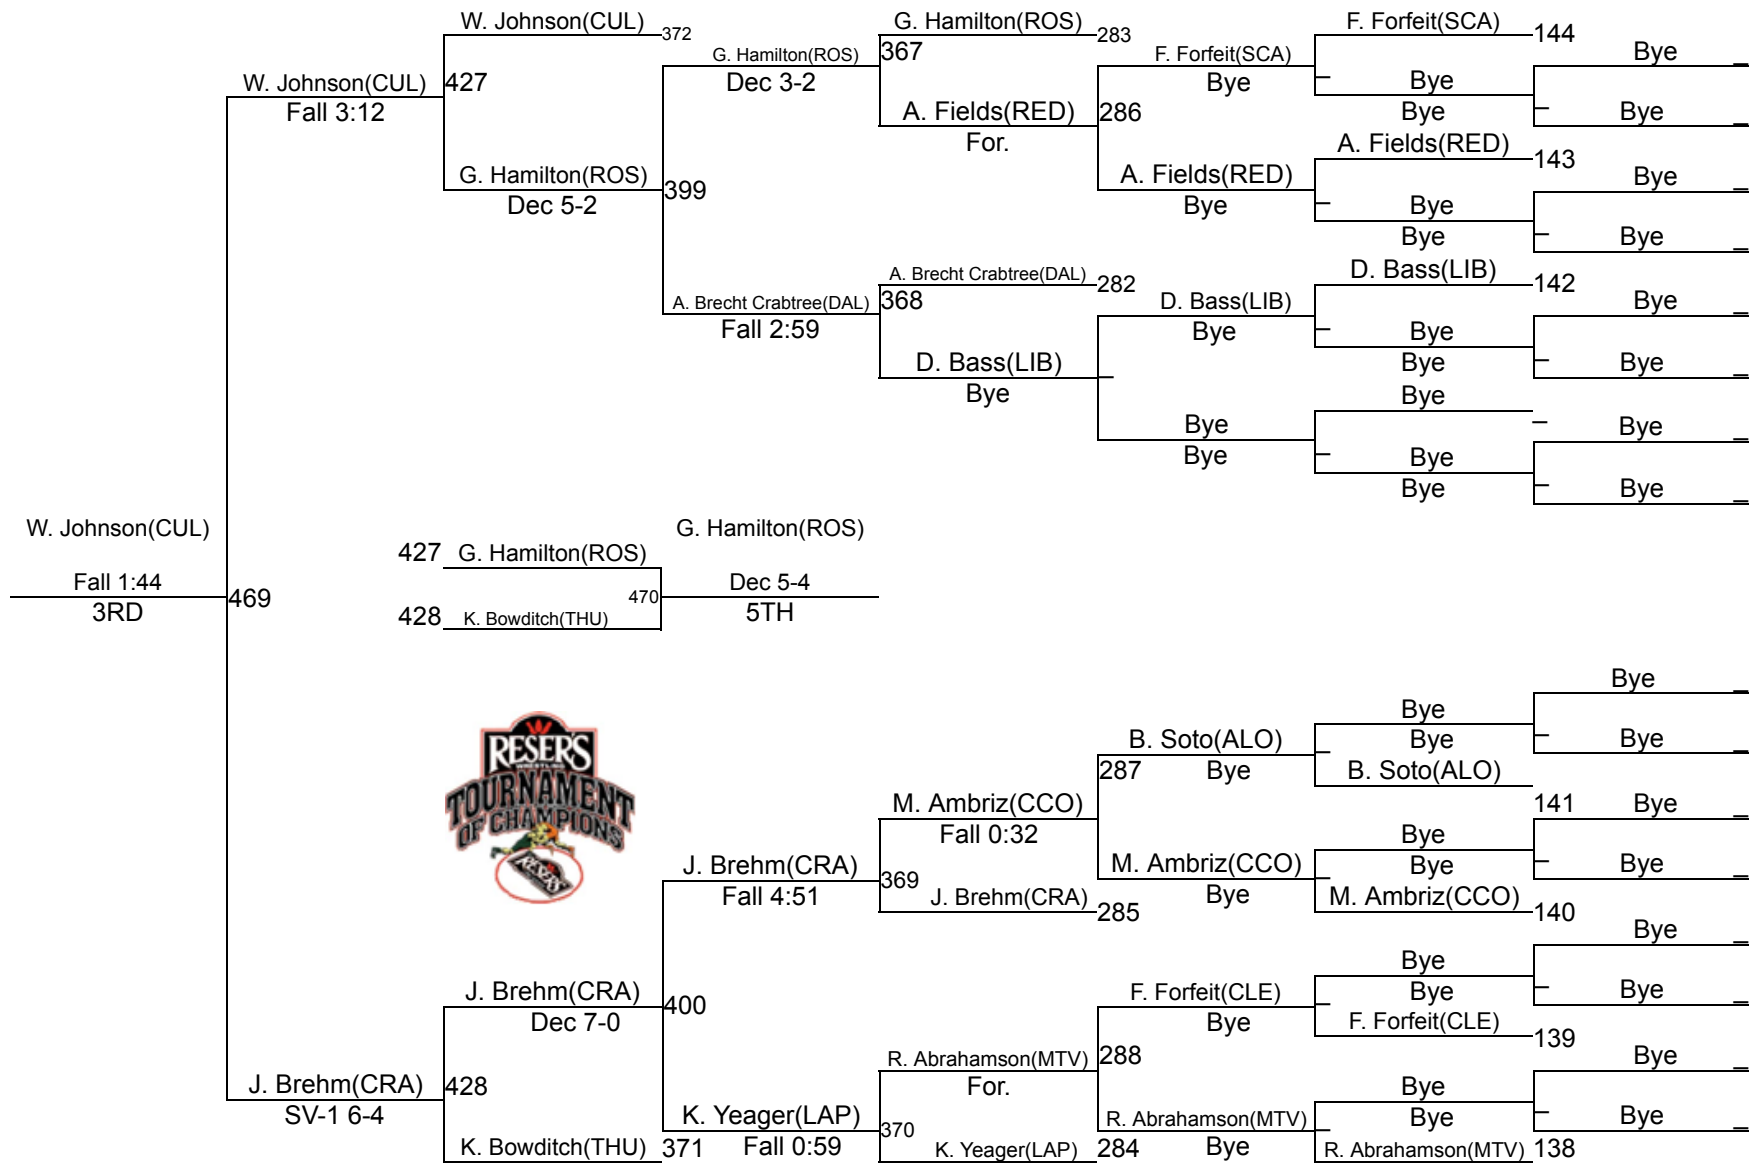 W. Johnson(CUL)
372
G. Hamilton(ROS)
283
F. Forfeit(SCA)
144
Bye _
G. Hamilton(ROS)
367
F. Forfeit(SCA)
W. Johnson(CUL)
427
Dec 3-2
Bye
_ Bye
Fall 3:12
A. Fields(RED)
286
Bye
_ Bye _
For.
A. Fields(RED)
143
G. Hamilton(ROS)
399
A. Fields(RED)
Bye _
Dec 5-2
Bye
_ Bye
Bye
_ Bye _
A. Brecht Crabtree(DAL)
282
D. Bass(LIB)
142
A. Brecht Crabtree(DAL)
368
D. Bass(LIB)
Bye _
Fall 2:59
Bye
_ Bye
D. Bass(LIB)
_
Bye
_ Bye _
Bye
Bye
_
Bye
Bye _
Bye
_ Bye
Bye
_ Bye _
W. Johnson(CUL)
G. Hamilton(ROS)
427 G. Hamilton(ROS)
Fall 1:44
469
470
Dec 5-4
3RD
428 K. Bowditch(THU)
5TH
Bye _
Bye
B. Soto(ALO)
_ Bye
_ Bye _
287
Bye
B. Soto(ALO)
RESER'S
WRESTLING
TOURNAMENT
OF CHAMPIONS
RESER'S
M. Ambriz(CCO)
141
Bye _
Fall 0:32
Bye
J. Brehm(CRA)
M. Ambriz(CCO)
_ Bye
_ Bye _
Fall 4:51
369
J. Brehm(CRA)
285
Bye
M. Ambriz(CCO)
140
Bye _
Bye
J. Brehm(CRA)
400
F. Forfeit(CLE)
_ Bye
_ Bye _
Dec 7-0
Bye
F. Forfeit(CLE)
139
R. Abrahamson(MTV)
288
Bye _
J. Brehm(CRA)
428
For.
Bye
SV-1 6-4
K. Yeager(LAP)
R. Abrahamson(MTV)
_ Bye
_ Bye _
K. Bowditch(THU)
371
Fall 0:59
370
K. Yeager(LAP)
284
Bye
R. Abrahamson(MTV)
138